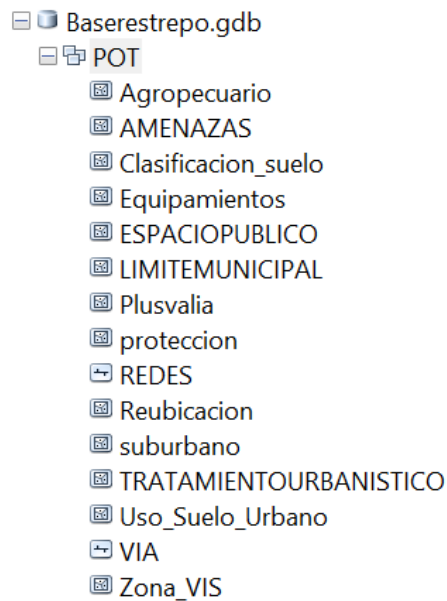 Baserestrepo.gdb
POT
Agropecuario
AMENAZAS
Clasificacion_suelo
Equipamientos
ESPACIOPUBLICO
LIMITEMUNICIPAL
Plusvalia
proteccion
REDES
Reubicacion
suburbano
TRATAMIENTOURBANISTICO
Uso_Suelo_Urbano
VIA
Zona_VIS